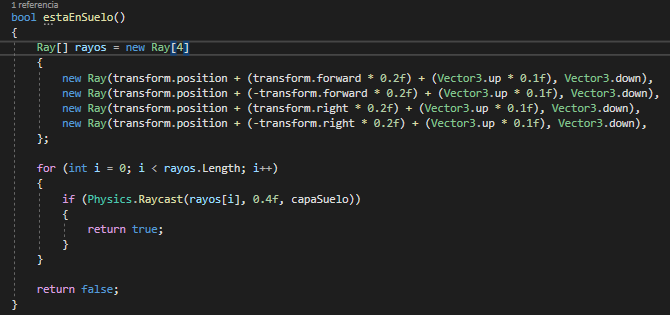 1 referencia
bool estaEnSuelo()
{
Ray[] rayos = new Ray[4]
{
new Ray(transform.position + (transform.forward * 0.2f) + (Vector3.up * 0.1f), Vector3.down),
new Ray(transform.position + (-transform.forward * 0.2f) + (Vector3.up * 0.1f), Vector3.down),
new Ray(transform.position + (transform.right * 0.2f) + (Vector3.up * 0.1f), Vector3.down),
new Ray(transform.position + (-transform.right * 0.2f) + (Vector3.up * 0.1f), Vector3.down),
};
for (int i = 0; i < rayos.Length; i++)
{
if (Physics.Raycast(rayos[i], 0.4f, capaSuelo))
{
return true;
}
}
return false;
}